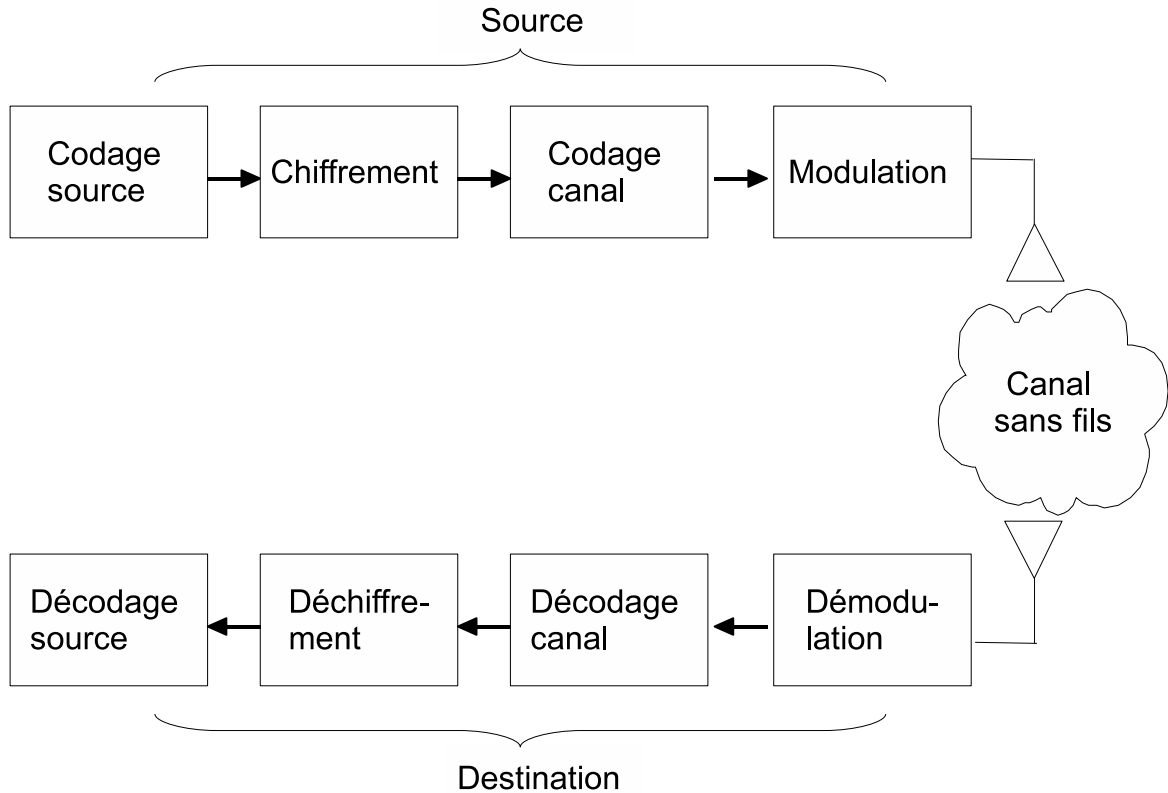 Source
Codage
source
Chiffrement
Codage
canal
Modulation
Canal
sans fils
Décodage
source
Déchiffre-
ment
Décodage
canal
Démodu-
lation
Destination